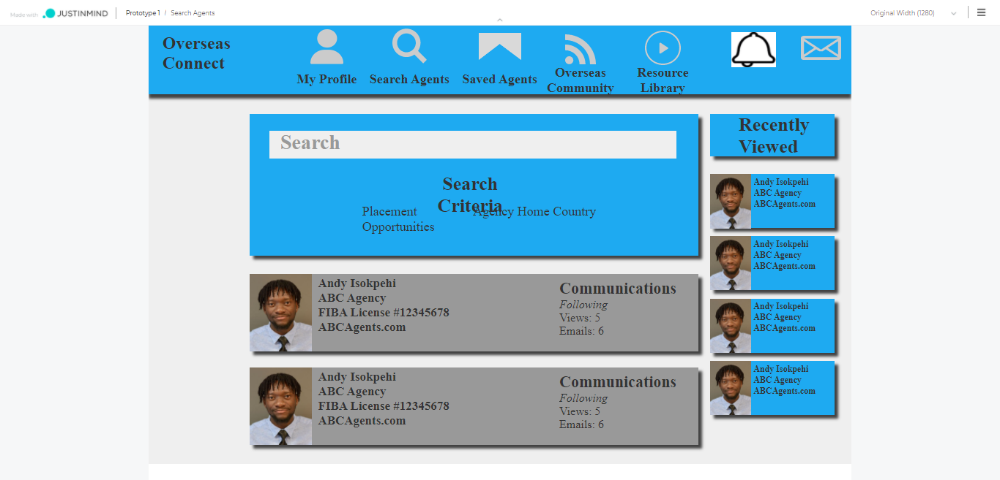 Made with JUSTINMIND Prototype 1 / Search Agents Original Width (1280)
Overseas
Connect
My Profile
Search Agents
Saved Agents
Overseas
Community
Resource
Library
Search
Search
Criteria
Placement
Opportunities
Agency Home Country
Andy Isokpehi
ABC Agency
FIBA License #12345678
ABCAgents.com
Communications
Following
Views: 5
Emails: 6
Andy Isokpehi
ABC Agency
FIBA License #12345678
ABCAgents.com
Communications
Following
Views: 5
Emails: 6
Recently
Viewed
Andy Isokpehi
ABC Agency
ABCAgents.com
Andy Isokpehi
ABC Agency
ABCAgents.com
Andy Isokpehi
ABC Agency
ABCAgents.com
Andy Isokpehi
ABC Agency
ABCAgents.com